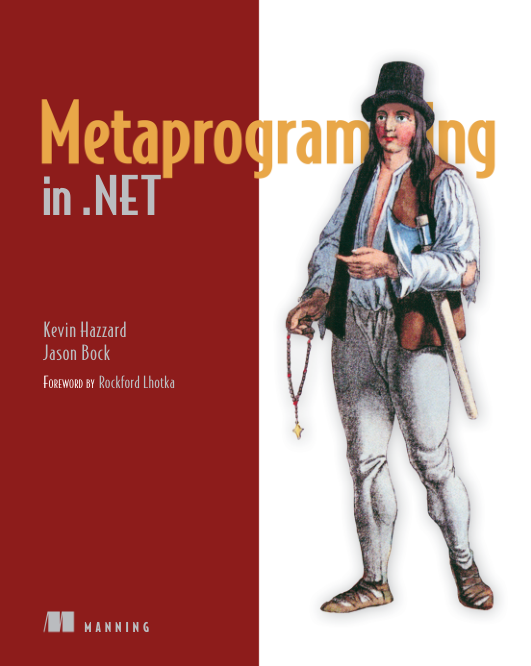 Metaprogramming
in .NET
Kevin Hazzard
Jason Bock
FOREWORD BY Rockford Lhotka
MANNING